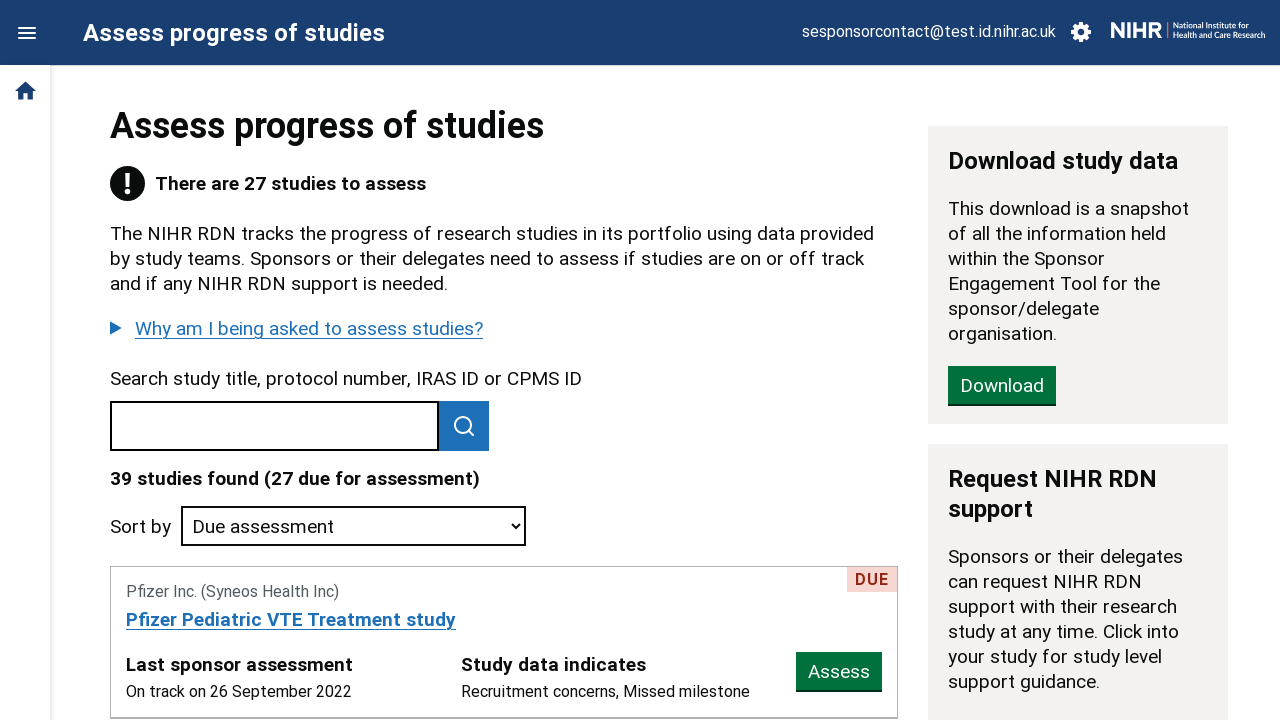 Assess progress of studies
sesponsorcontact@test.id.nihr.ac.uk
NIHR
National Institute for
Health and Care Research
Assess progress of studies
There are 27 studies to assess
The NIHR RDN tracks the progress of research studies in its portfolio using data provided
by study teams. Sponsors or their delegates need to assess if studies are on or off track
and if any NIHR RDN support is needed.
Why am I being asked to assess studies?
Search study title, protocol number, IRAS ID or CPMS ID
39 studies found (27 due for assessment)
Sort by
Due assessment
DUE
Pfizer Inc. (Syneos Health Inc)
Pfizer Pediatric VTE Treatment study
Last sponsor assessment
On track on 26 September 2022
Study data indicates
Recruitment concerns, Missed milestone
Assess
Download study data
This download is a snapshot
of all the information held
within the Sponsor
Engagement Tool for the
sponsor/delegate
organisation.
Download
Request NIHR RDN
support
Sponsors or their delegates
can request NIHR RDN
support with their research
study at any time. Click into
your study for study level
support guidance.